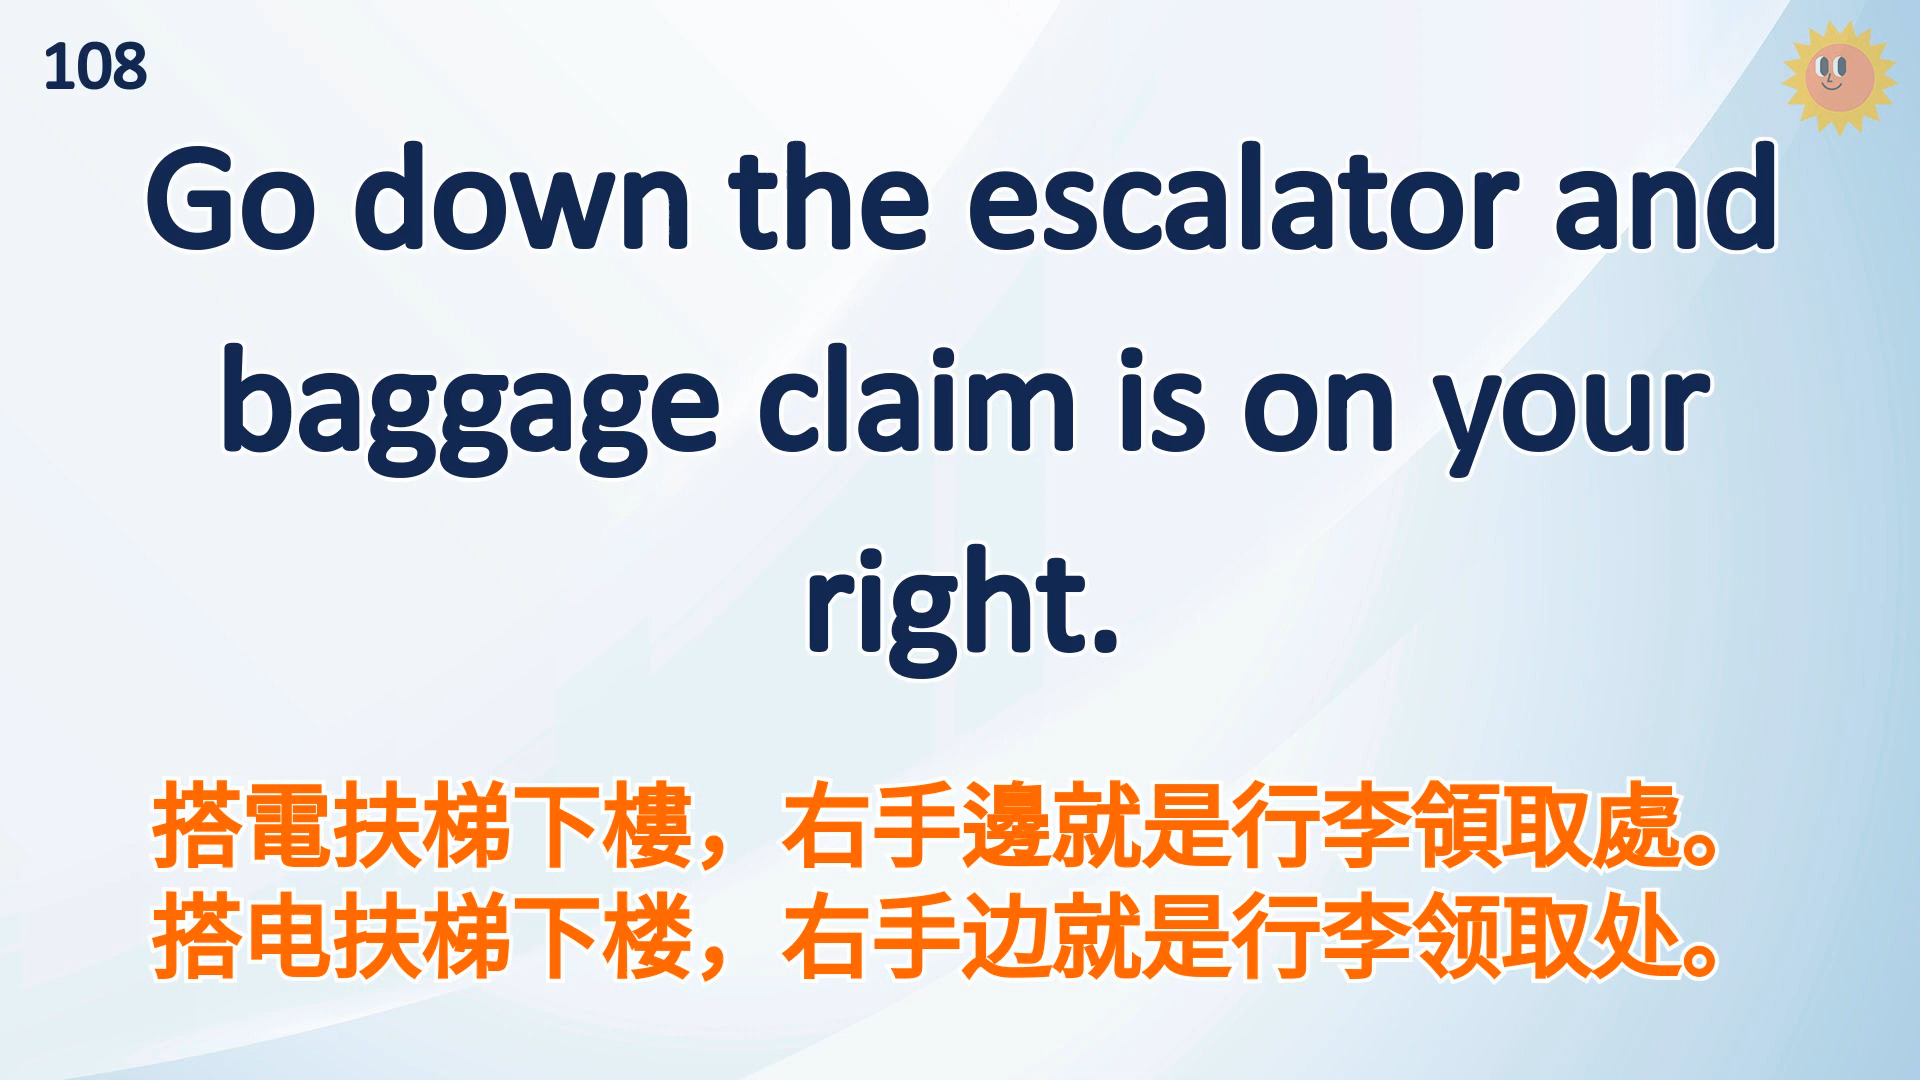 108
Go down the escalator and
baggage claim is on your
right.
搭電扶梯下樓，右手邊就是行李領取處。
搭电扶梯下楼，右手边就是行李领取处。